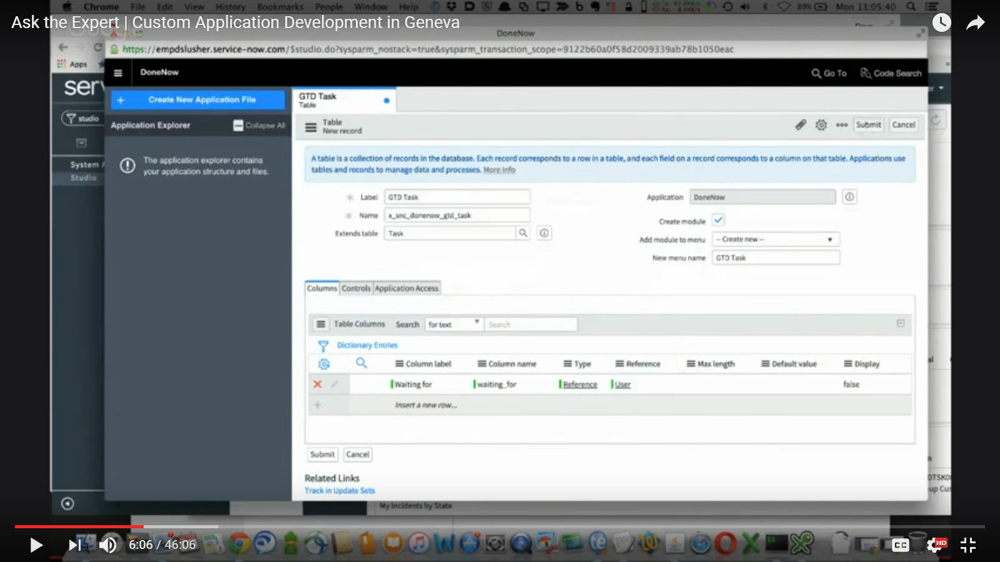 Chrome File Edit View History Bookmarks People Window Help 89% Mon 13:05:40
Ask the Expert | Custom Application Development in Geneva
DoneNow
https://empdslusher.service-now.com/$studio.do?sysparm_nostack=true&sysparm_transaction_scope=9122b60a0f58d2009339ab78b1050eac
Apps
DoneNow
Go To
Code Search
serv
Create New Application File
GTD Task
Table
studio
Application Explorer
Collapse All
Table
New record
Submit
Cancel
The application explorer contains
your application structure and files.
System A
Studio
A table is a collection of records in the database. Each record corresponds to a row in a table, and each field on a record corresponds to a column on that table. Applications use
tables and records to manage data and processes. More Info
Label GTD Task
Application DoneNow
Name x_snc_donenow_gtd_task
Create module
Extends table Task
Add module to menu -- Create new --
New menu name GTD Task
Columns Controls Application Access
Table Columns Search for text Search
Dictionary Entries
Column label Column name Type Reference Max length Default value Display
Waiting for waiting_for Reference User false
Insert a new row...
Submit Cancel
Related Links
Track in Update Sets
My Incidents by State
6:06 / 46:06
CC
HD